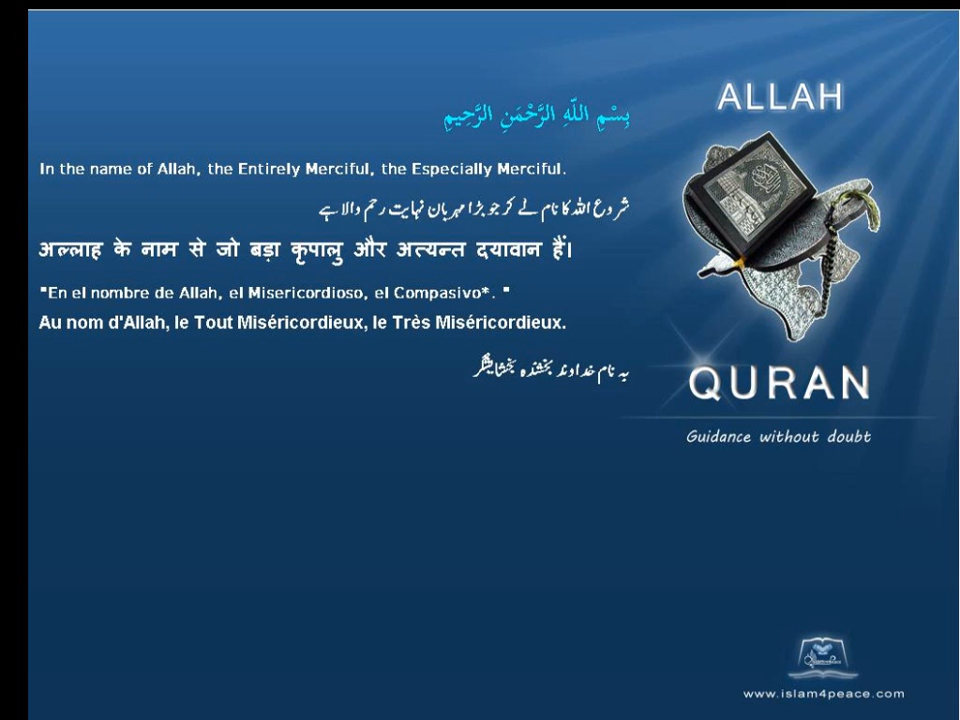 بِسْمِ اللَّهِ الرَّحْمَنِ الرَّحِيمِ
In the name of Allah, the Entirely Merciful, the Especially Merciful.
شروع اللہ کا نام لے کر جو بڑا مہربان نہایت رحم والا ہے
अल्लाह के नाम से जो बड़ा कृपालु और अत्यन्त दयावान हैं।
"En el nombre de Allah, el Misericordioso, el Compasivo*. "
Au nom d'Allah, le Tout Miséricordieux, le Très Miséricordieux.
به نام خداوند بخشنده بخشایشگر
ALLAH
QURAN
Guidance without doubt
www.islam4peace.com